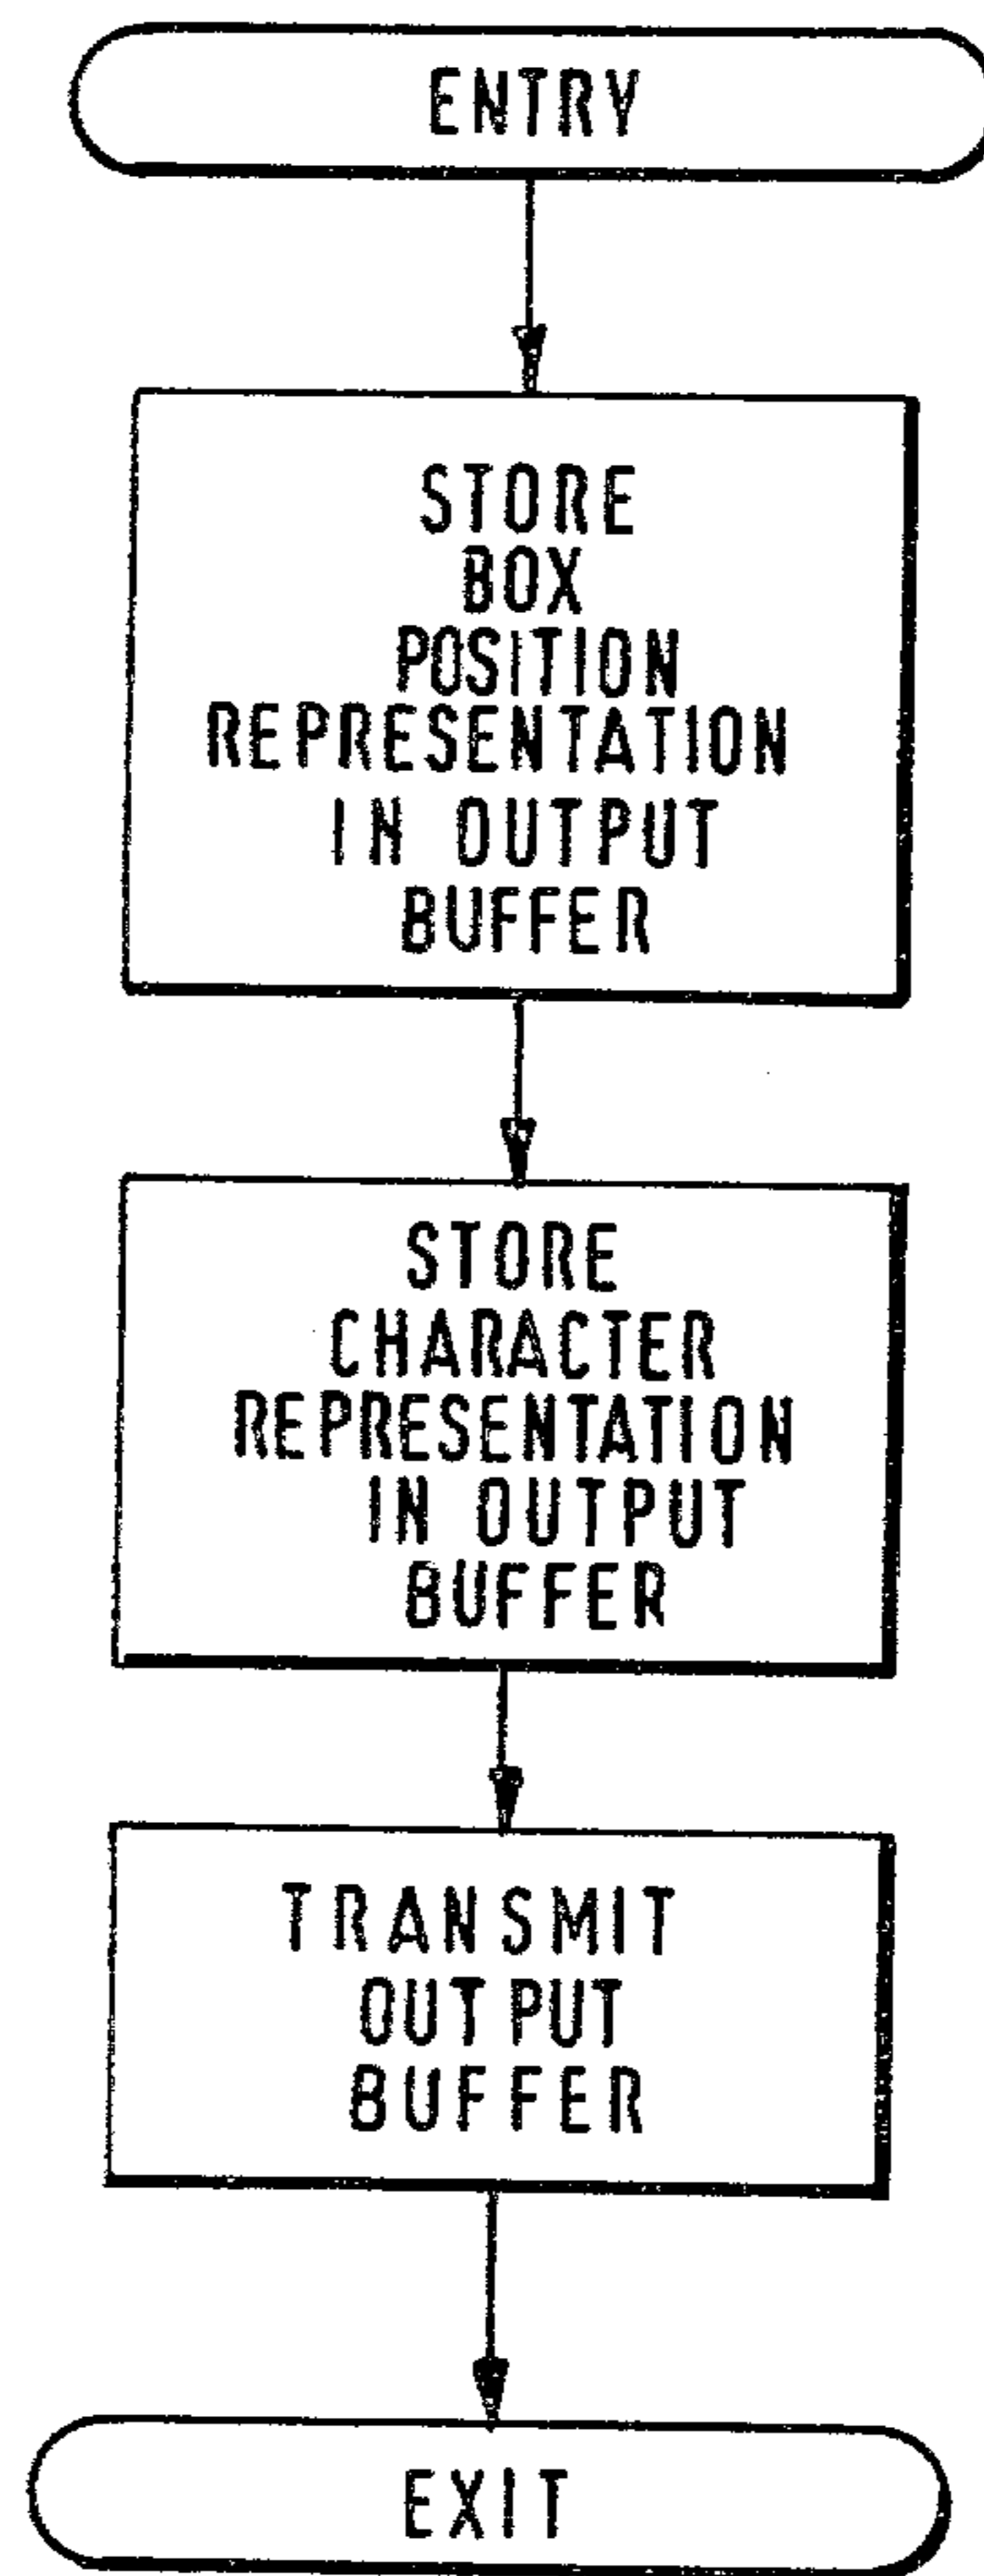 ENTRY
STORE
BOX
POSITION
REPRESENTATION
IN OUTPUT
BUFFER
STORE
CHARACTER
REPRESENTATION
IN OUTPUT
BUFFER
TRANSMIT
OUTPUT
BUFFER
EXIT